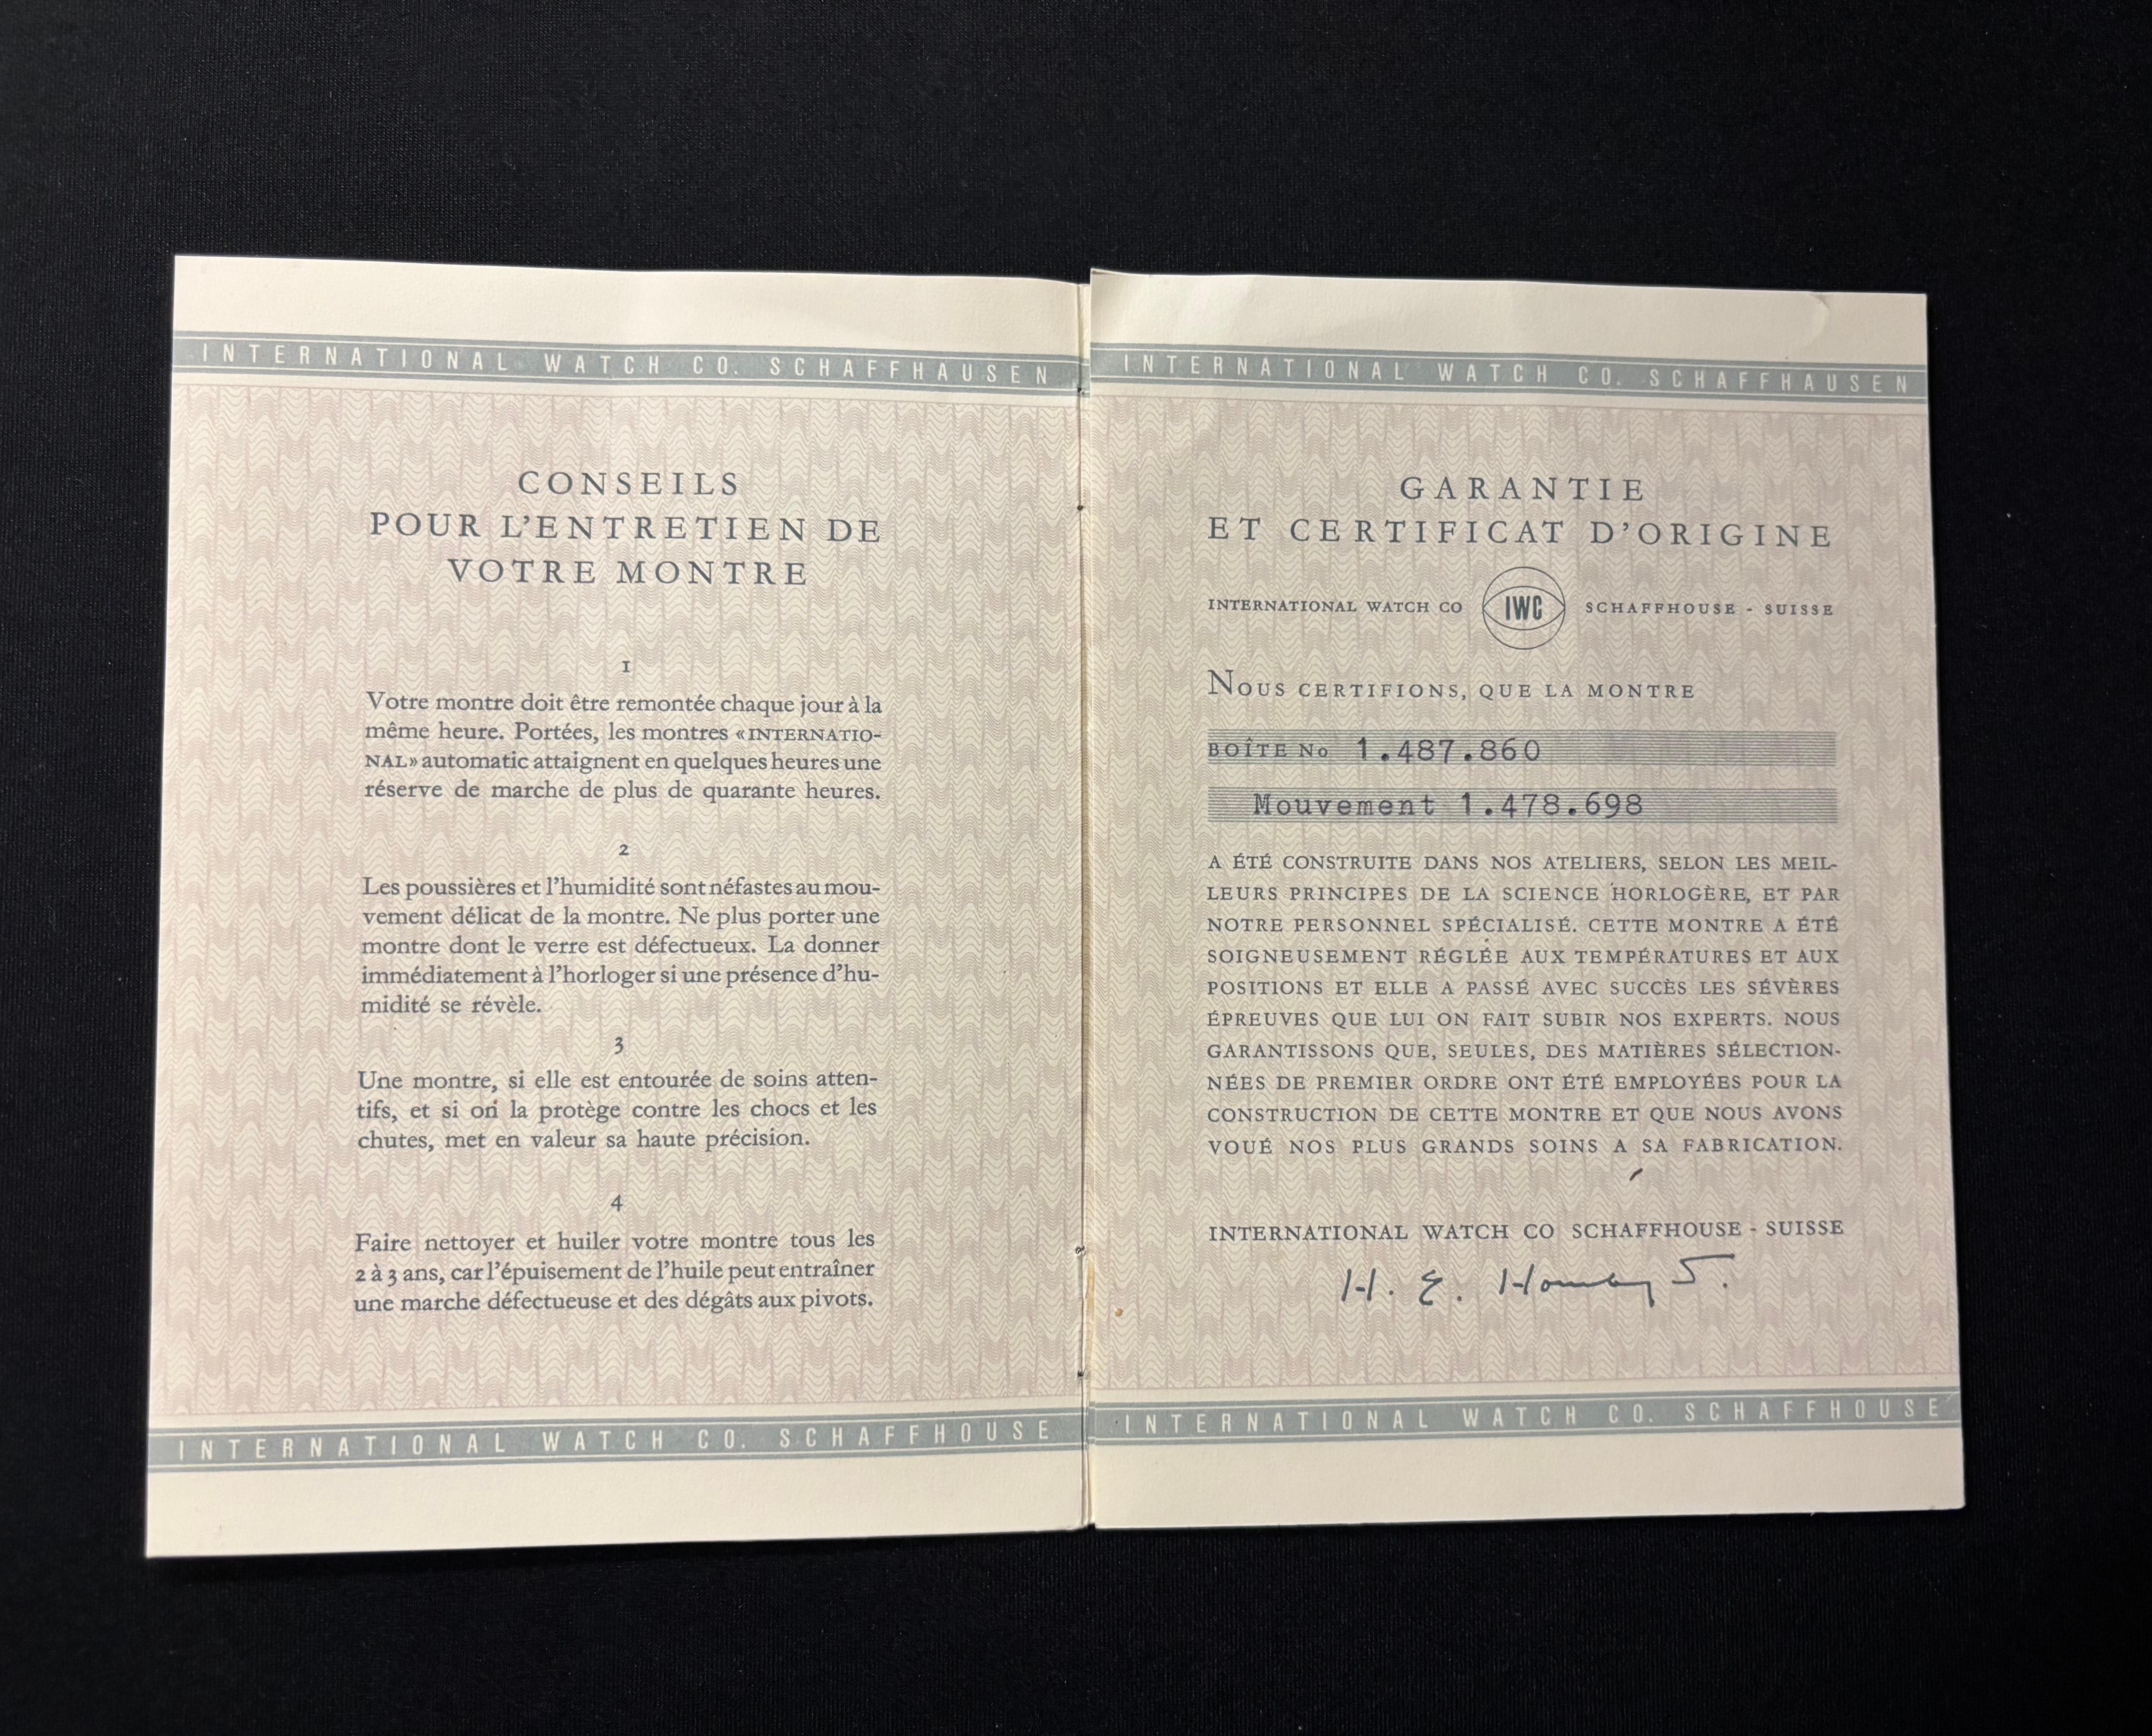 INTERNATIONAL WATCH CO. SCHAFFHAUSEN
CONSEILS
POUR L'ENTRETIEN DE
VOTRE MONTRE
1
Votre montre doit être remontée chaque jour à la
même heure. Portées, les montres «INTERNATIO-
NAL» automatic attaignent en quelques heures une
réserve de marche de plus de quarante heures.
2
Les poussières et l'humidité sont néfastes au mou-
vement délicat de la montre. Ne plus porter une
montre dont le verre est défectueux. La donner
immédiatement à l'horloger si une présence d'hu-
midité se révèle.
3
Une montre, si elle est entourée de soins atten-
tifs, et si on la protège contre les chocs et les
chutes, met en valeur sa haute précision.
4
Faire nettoyer et huiler votre montre tous les
2 à 3 ans, car l'épuisement de l'huile peut entraîner
une marche défectueuse et des dégâts aux pivots.
INTERNATIONAL WATCH CO. SCHAFFHOUSE
INTERNATIONAL WATCH CO. SCHAFFHAUSEN
GARANTIE
ET CERTIFICAT D'ORIGINE
INTERNATIONAL WATCH CO IWC SCHAFFHOUSE - SUISSE
NOUS CERTIFIONS, QUE LA MONTRE
BOÎTE No 1.487.860
Mouvement 1.478.698
A ÉTÉ CONSTRUITE DANS NOS ATELIERS, SELON LES MEIL-
LEURS PRINCIPES DE LA SCIENCE HORLOGÈRE, ET PAR
NOTRE PERSONNEL SPÉCIALISÉ. CETTE MONTRE A ÉTÉ
SOIGNEUSEMENT RÉGLÉE AUX TEMPÉRATURES ET AUX
POSITIONS ET ELLE A PASSÉ AVEC SUCCÈS LES SÉVÈRES
ÉPREUVES QUE LUI ON FAIT SUBIR NOS EXPERTS. NOUS
GARANTISSONS QUE, SEULES, DES MATIÈRES SÉLECTION-
NÉES DE PREMIER ORDRE ONT ÉTÉ EMPLOYÉES POUR LA
CONSTRUCTION DE CETTE MONTRE ET QUE NOUS AVONS
VOUÉ NOS PLUS GRANDS SOINS A SA FABRICATION.
INTERNATIONAL WATCH CO SCHAFFHOUSE - SUISSE
H. E.
INTERNATIONAL WATCH CO. SCHAFFHOUSE